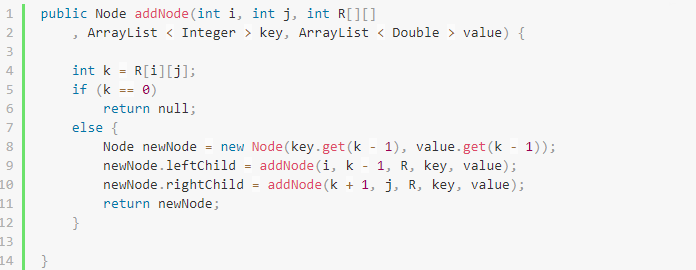 1 public Node addNode(int i, int j, int R[][]
2 , ArrayList < Integer > key, ArrayList < Double > value) {
3
4 int k = R[i][j];
5 if (k == 0)
6 return null;
7 else {
8 Node newNode = new Node(key.get(k - 1), value.get(k - 1));
9 newNode.leftChild = addNode(i, k - 1, R, key, value);
10 newNode.rightChild = addNode(k + 1, j, R, key, value);
11 return newNode;
12 }
13
14 }